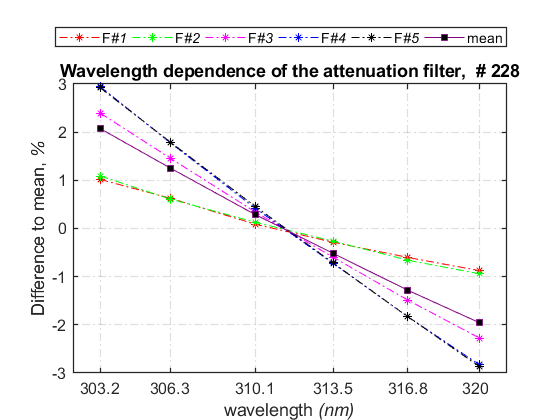 F#1 F#2 F#3 F#4 F#5 mean
Wavelength dependence of the attenuation filter, # 228
Difference to mean, %
3
2
1
0
-1
-2
-3
303.2 306.3 310.1 313.5 316.8 320
wavelength (nm)